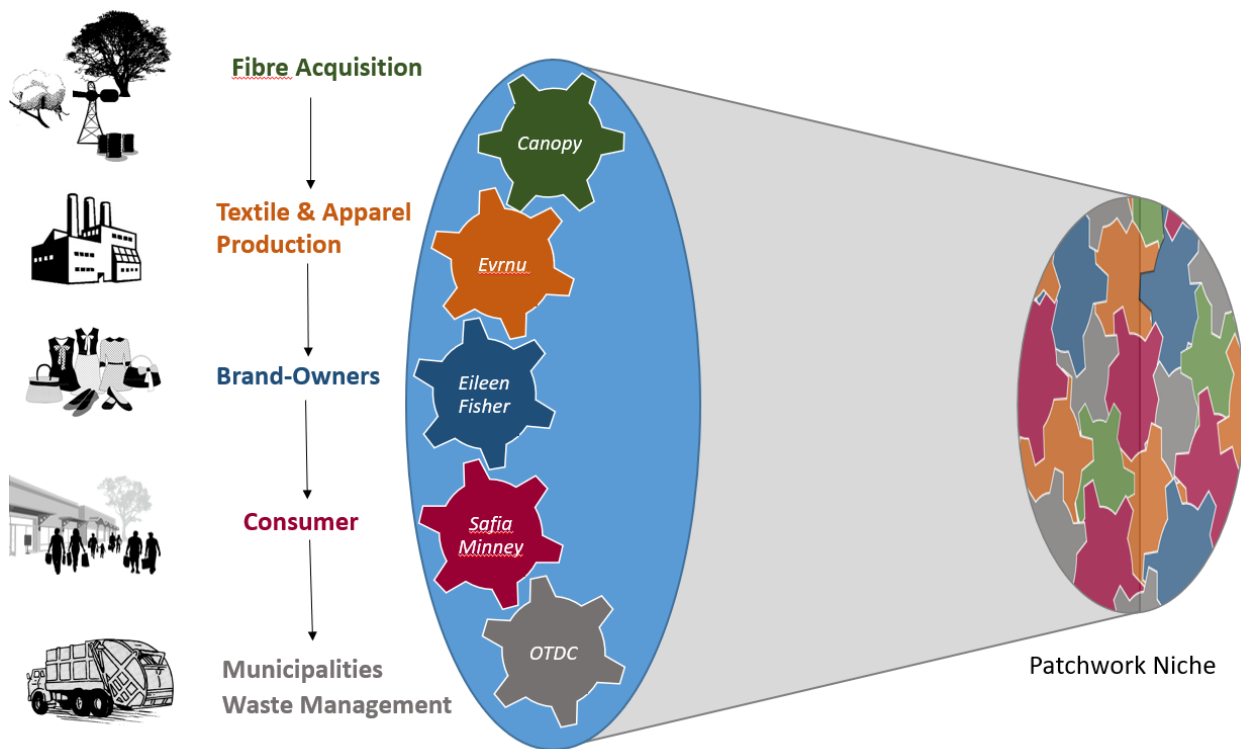 Fibre Acquisition
Canopy
Textile & Apparel
Production
Evrnu
Brand-Owners
Eileen
Fisher
Consumer
Safia
Minney
Municipalities
Waste Management
OTDC
Patchwork Niche